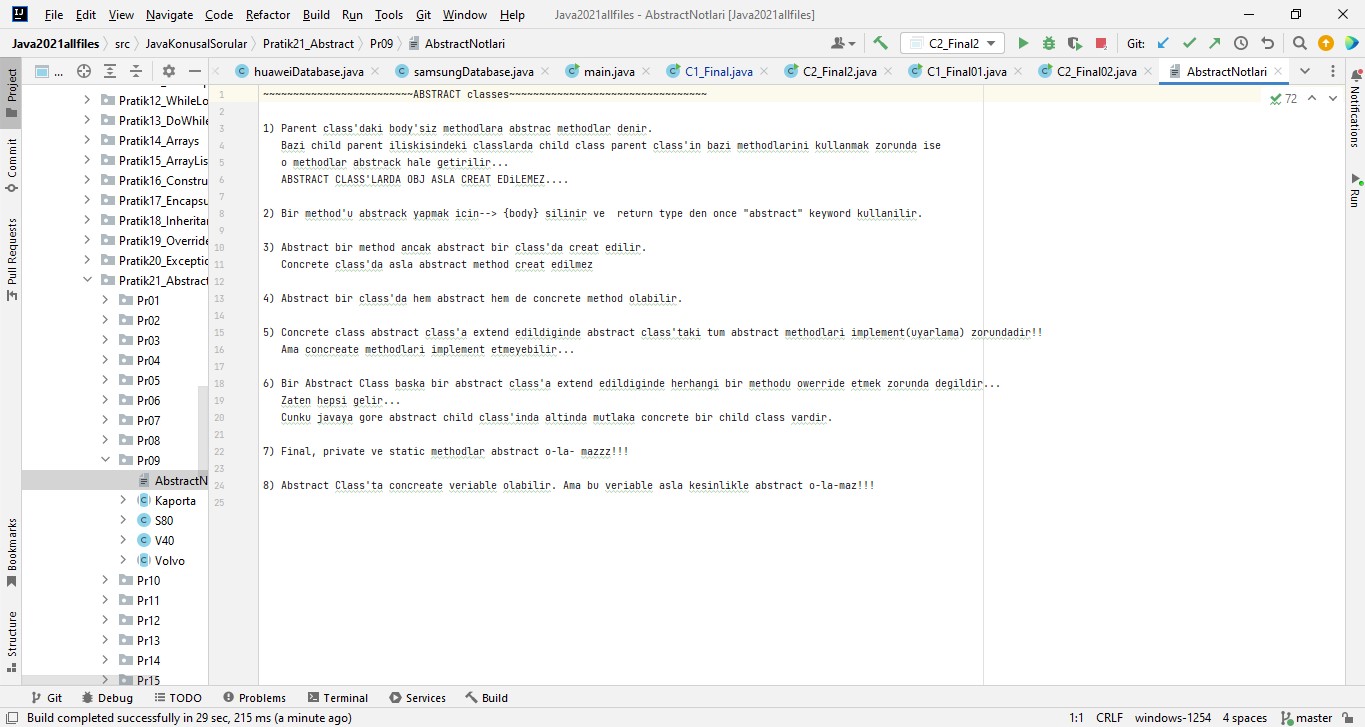 File Edit View Navigate Code Refactor Build Run Tools Git Window Help Java2021allfiles - AbstractNotlari [Java2021allfiles]
Java2021allfiles src JavaKonusalSorular Pratik21_Abstract Pr09 AbstractNotlari C2_Final2 Git:
... huaweiDatabase.java samsungDatabase.java main.java C1_Final.java C2_Final2.java C1_Final01.java C2_Final02.java AbstractNotlari
Project
Commit
Pull Requests
Bookmarks
Structure
Pratik12_WhileLo
Pratik13_DoWhile
Pratik14_Arrays
Pratik15_ArrayLis
Pratik16_Constru
Pratik17_Encapsu
Pratik18_Inheritar
Pratik19_Override
Pratik20_Exceptic
Pratik21_Abstract
Pr01
Pr02
Pr03
Pr04
Pr05
Pr06
Pr07
Pr08
Pr09
AbstractN
Kaporta
S80
V40
Volvo
Pr10
Pr11
Pr12
Pr13
Pr14
Pr15
1 ~~~~~~~~~~~~~~~~~~~~~~~~~ABSTRACT classes~~~~~~~~~~~~~~~~~~~~~~~~~~~~~~~~~
2
3 1) Parent class'daki body'siz methodlara abstrac methodlar denir.
4 Bazi child parent iliskisindeki classlarda child class parent class'in bazi methodlarini kullanmak zorunda ise
5 o methodlar abstrack hale getirilir...
6 ABSTRACT CLASS'LARDA OBJ ASLA CREAT EDiLEMEZ....
7
8 2) Bir method'u abstrack yapmak icin--> {body} silinir ve return type den once "abstract" keyword kullanilir.
9
10 3) Abstract bir method ancak abstract bir class'da creat edilir.
11 Concrete class'da asla abstract method creat edilmez
12
13 4) Abstract bir class'da hem abstract hem de concrete method olabilir.
14
15 5) Concrete class abstract class'a extend edildiginde abstract class'taki tum abstract methodlari implement(uyarlama) zorundadir!!
16 Ama concreate methodlari implement etmeyebilir...
17
18 6) Bir Abstract Class baska bir abstract class'a extend edildiginde herhangi bir methodu owerride etmek zorunda degildir...
19 Zaten hepsi gelir...
20 Cunku javaya gore abstract child class'inda altinda mutlaka concrete bir child class vardir.
21
22 7) Final, private ve static methodlar abstract o-la- mazzz!!!
23
24 8) Abstract Class'ta concreate veriable olabilir. Ama bu veriable asla kesinlikle abstract o-la-maz!!!
25
72
Notifications
Run
Git Debug TODO Problems Terminal Services Build
Build completed successfully in 29 sec, 215 ms (a minute ago) 1:1 CRLF windows-1254 4 spaces master